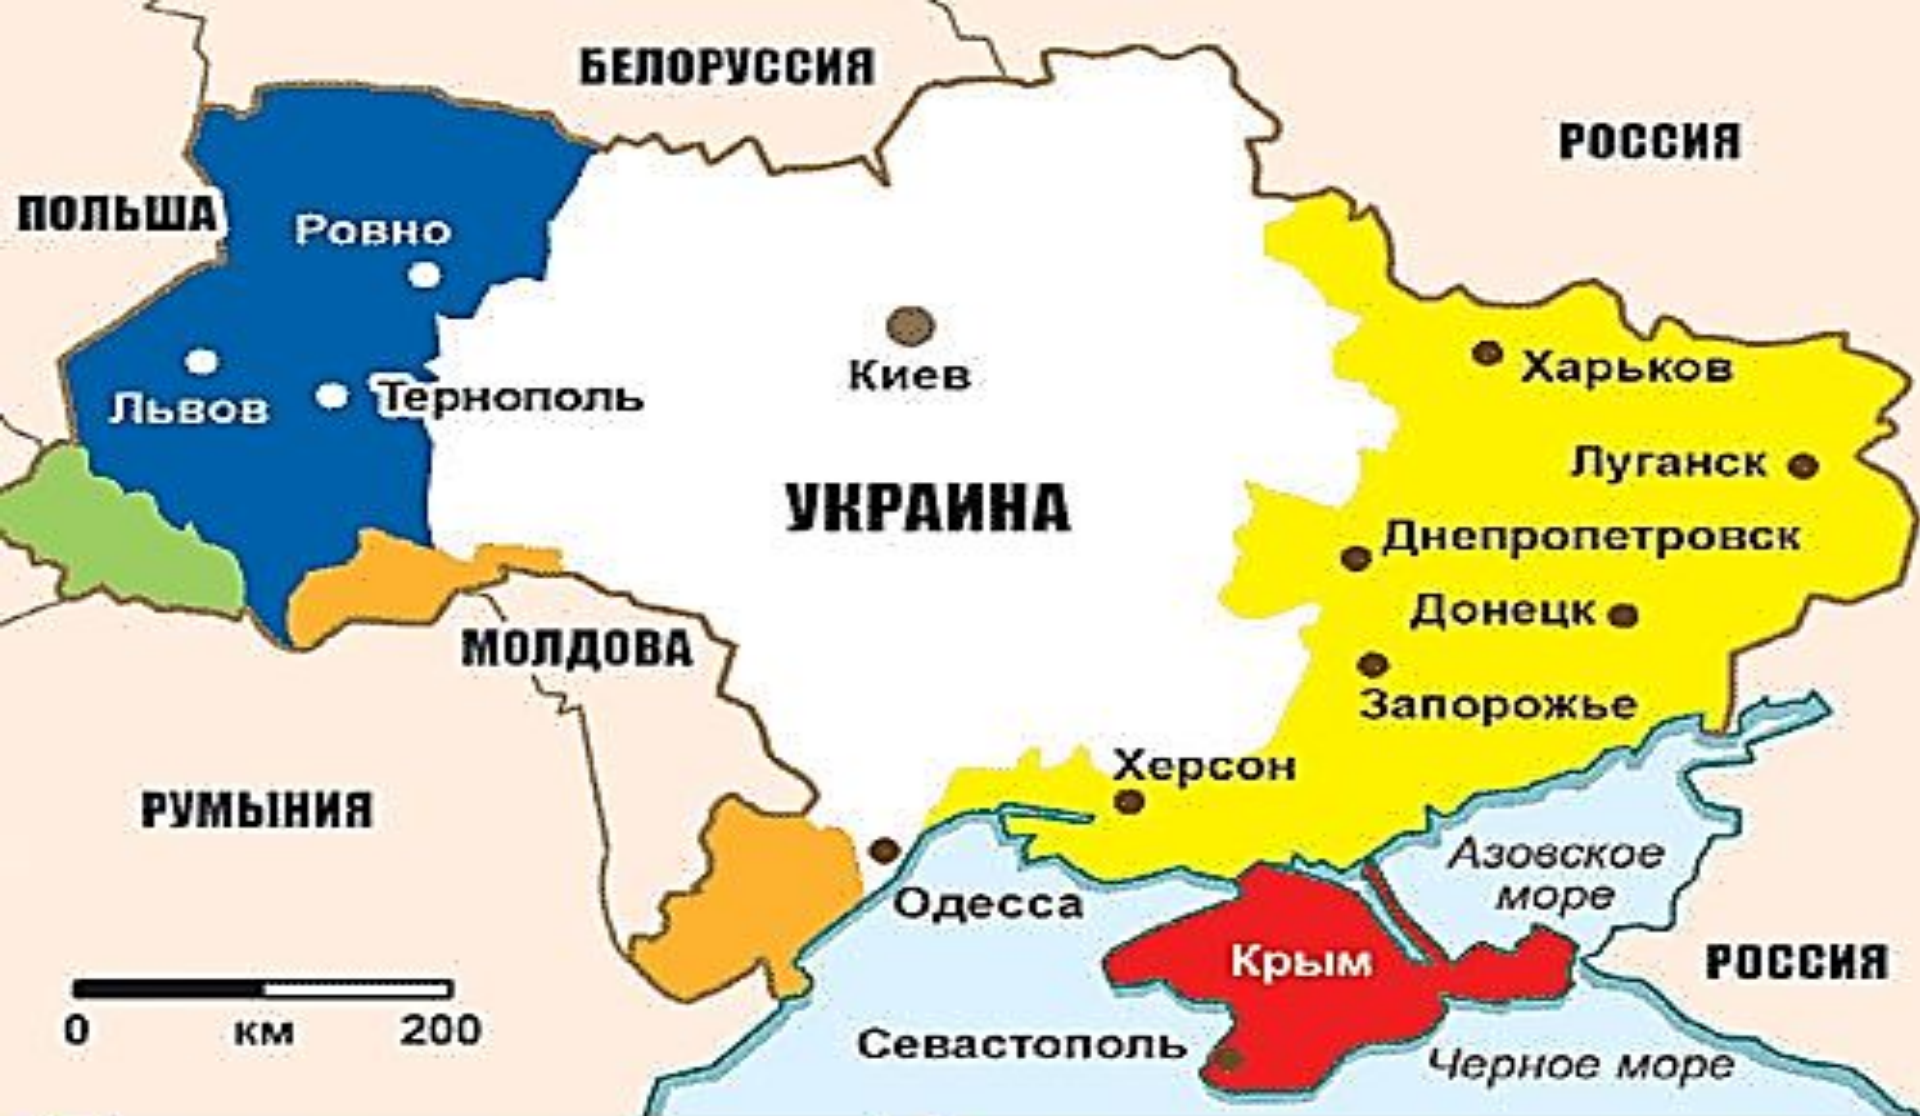 БЕЛОРУССИЯ
РОССИЯ
ПОЛЬША
Ровно
Киев
Харьков
Львов
Тернополь
Луганск
УКРАИНА
Днепропетровск
Донецк
МОЛДОВА
Запорожье
Херсон
РУМЫНИЯ
Азовское
море
Одесса
Крым
РОССИЯ
0 км 200
Севастополь
Черное море